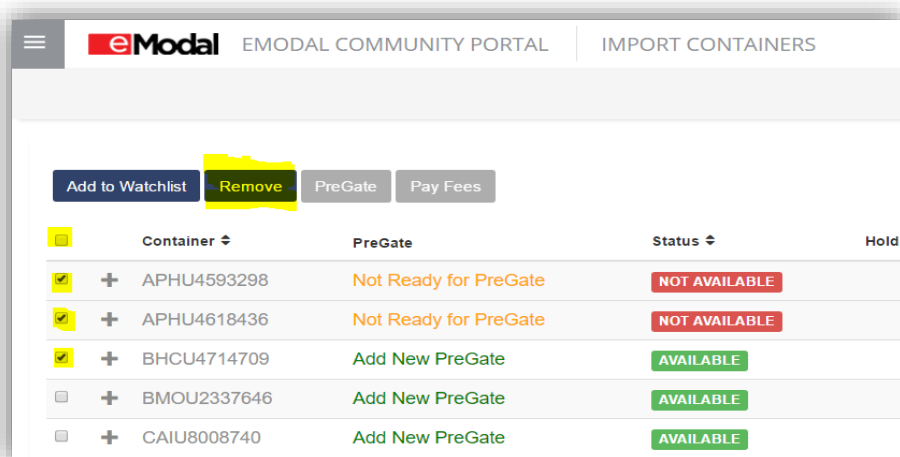 eModal EMODAL COMMUNITY PORTAL IMPORT CONTAINERS
Add to Watchlist Remove PreGate Pay Fees
Container PreGate Status Hold
APHU4593298 Not Ready for PreGate NOT AVAILABLE
APHU4618436 Not Ready for PreGate NOT AVAILABLE
BHCU4714709 Add New PreGate AVAILABLE
BMOU2337646 Add New PreGate AVAILABLE
CAIU8008740 Add New PreGate AVAILABLE